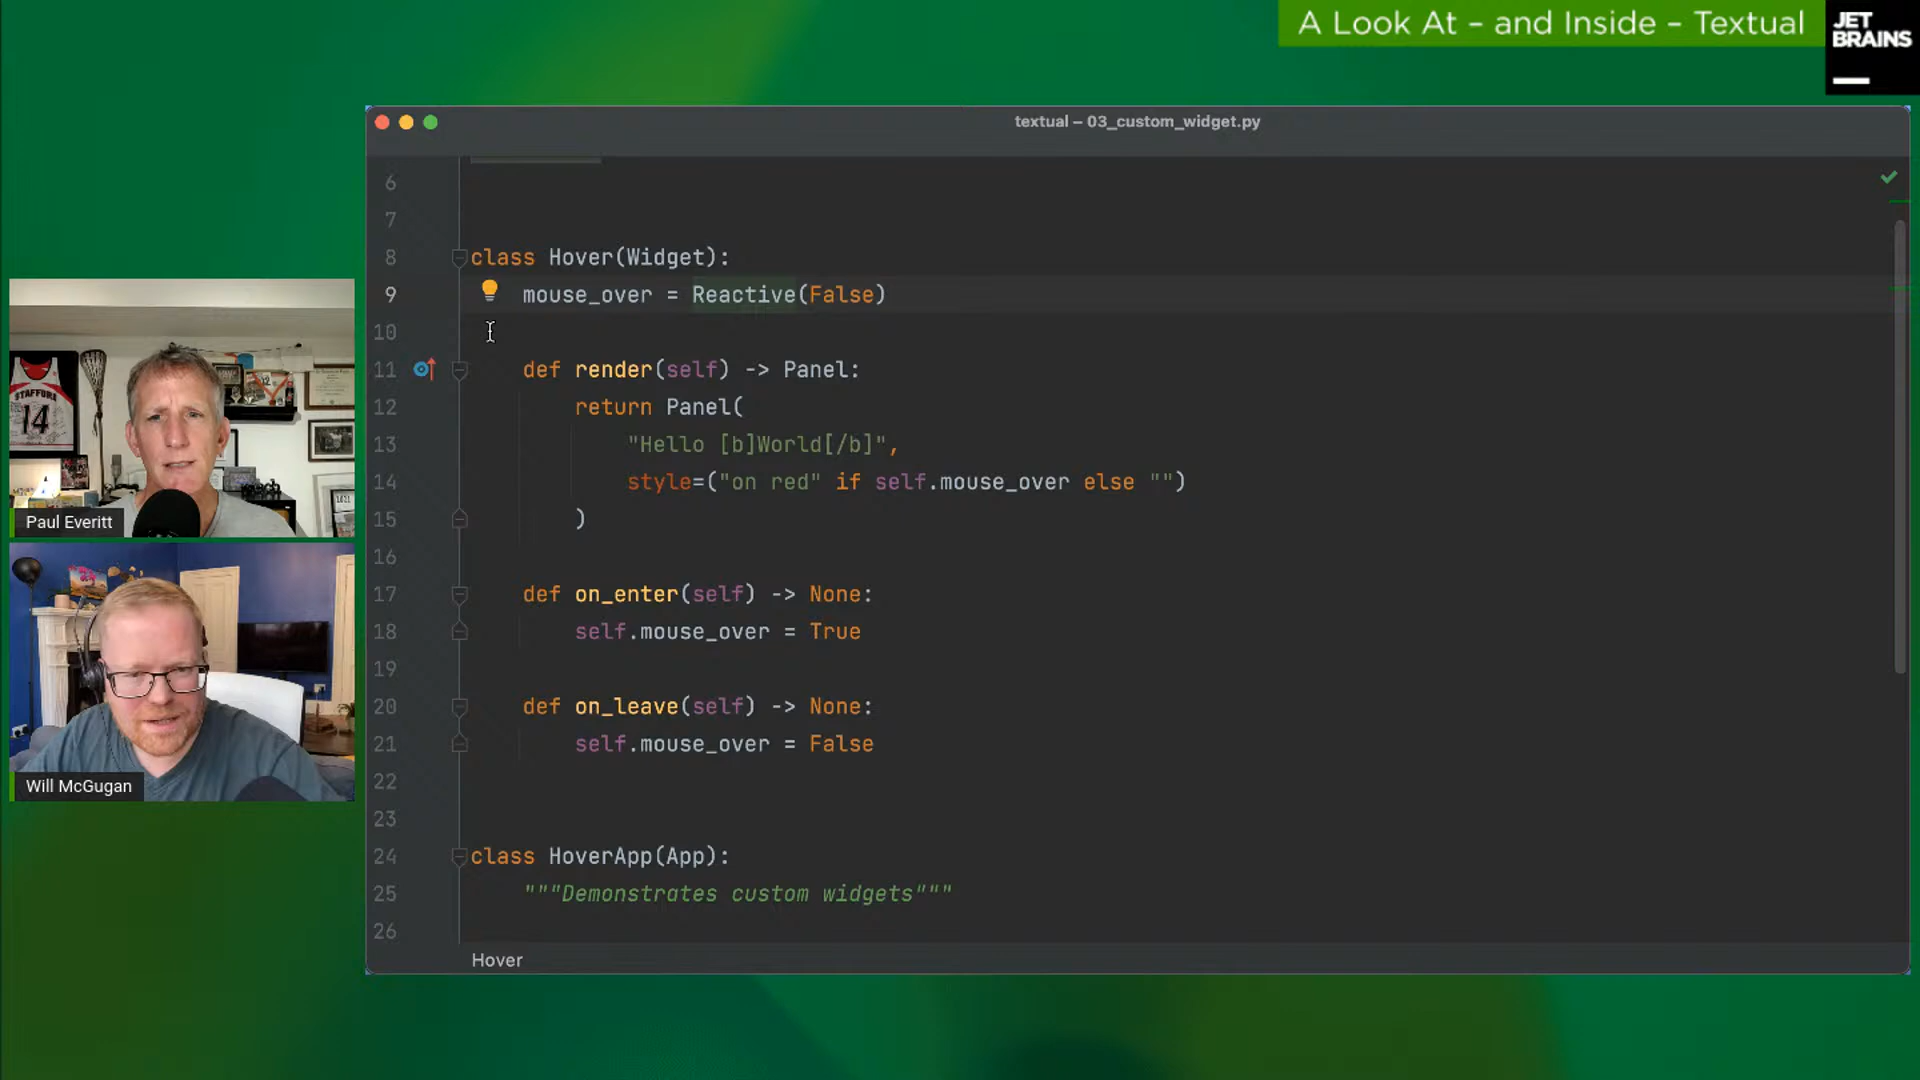 A Look At – and Inside – Textual
JET
BRAINS
textual – 03_custom_widget.py
6
7
8 class Hover(Widget):
9 mouse_over = Reactive(False)
10
11 def render(self) -> Panel:
12 return Panel(
13 "Hello [b]World[/b]",
14 style=("on red" if self.mouse_over else "")
15 )
16
17 def on_enter(self) -> None:
18 self.mouse_over = True
19
20 def on_leave(self) -> None:
21 self.mouse_over = False
22
23
24 class HoverApp(App):
25 """Demonstrates custom widgets"""
26
Hover
STAFFORD
14
Paul Everitt
Will McGugan